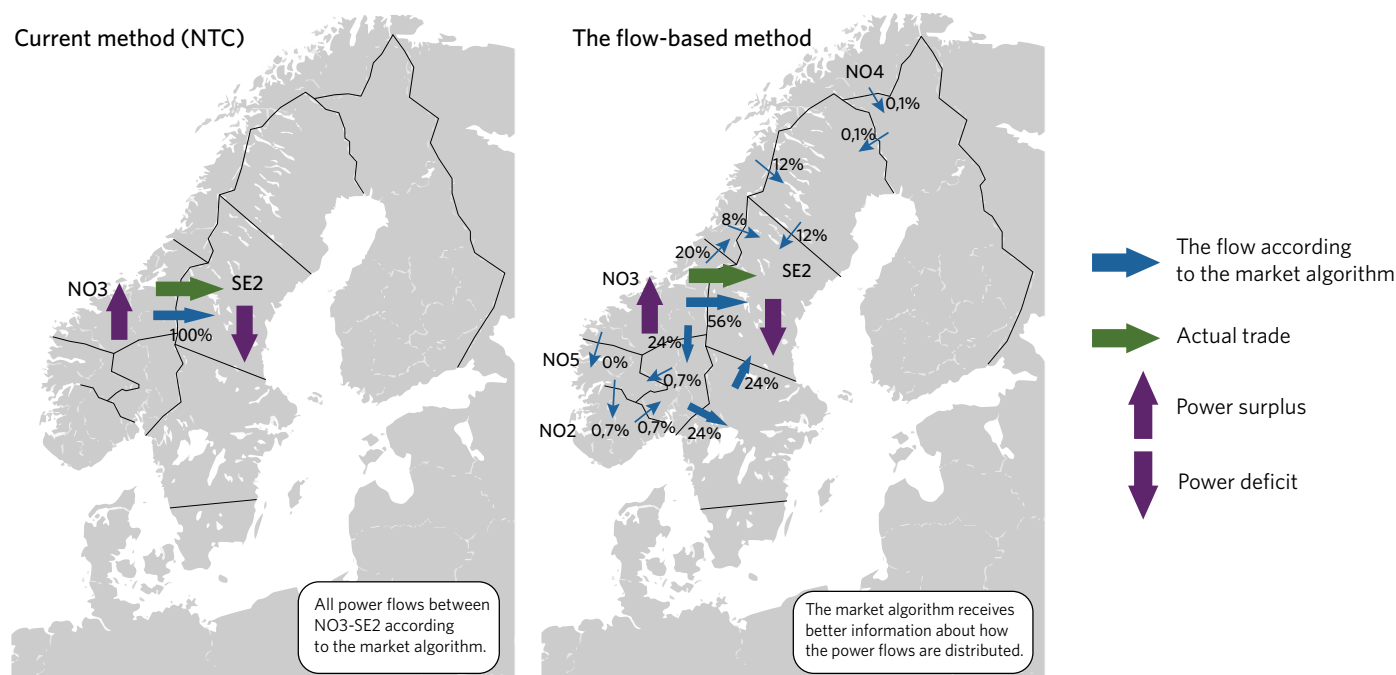 Current method (NTC)
NO3
SE2
100%
All power flows between
NO3-SE2 according
to the market algorithm.
The flow-based method
NO4
0,1%
0,1%
12%
8%
12%
20%
SE2
NO3
56%
24%
NO5
0%
0,7%
24%
NO2
0,7%
0,7%
24%
The market algorithm receives
better information about how
the power flows are distributed.
The flow according
to the market algorithm
Actual trade
Power surplus
Power deficit